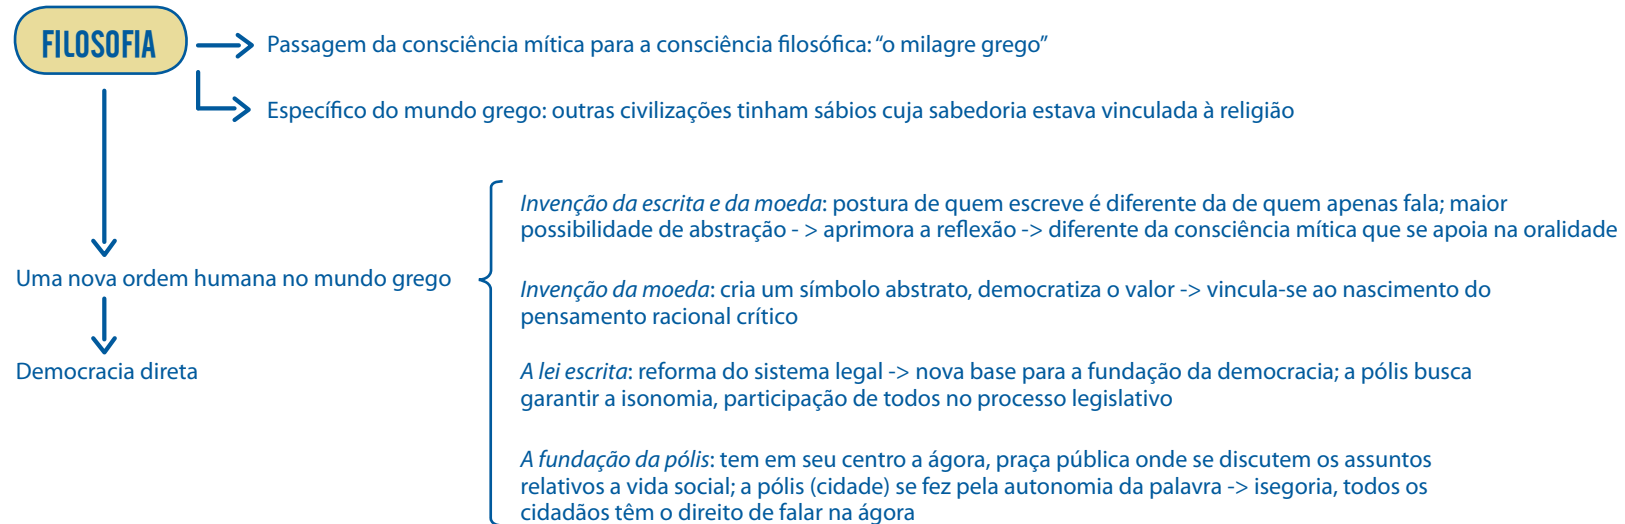 FILOSOFIA
Passagem da consciência mítica para a consciência filosófica: “o milagre grego”
Específico do mundo grego: outras civilizações tinham sábios cuja sabedoria estava vinculada à religião
Uma nova ordem humana no mundo grego
Democracia direta
Invenção da escrita e da moeda: postura de quem escreve é diferente da de quem apenas fala; maior
possibilidade de abstração - > aprimora a reflexão -> diferente da consciência mítica que se apoia na oralidade
Invenção da moeda: cria um símbolo abstrato, democratiza o valor -> vincula-se ao nascimento do
pensamento racional crítico
A lei escrita: reforma do sistema legal -> nova base para a fundação da democracia; a pólis busca
garantir a isonomia, participação de todos no processo legislativo
A fundação da pólis: tem em seu centro a ágora, praça pública onde se discutem os assuntos
relativos a vida social; a pólis (cidade) se fez pela autonomia da palavra -> isegoria, todos os
cidadãos têm o direito de falar na ágora